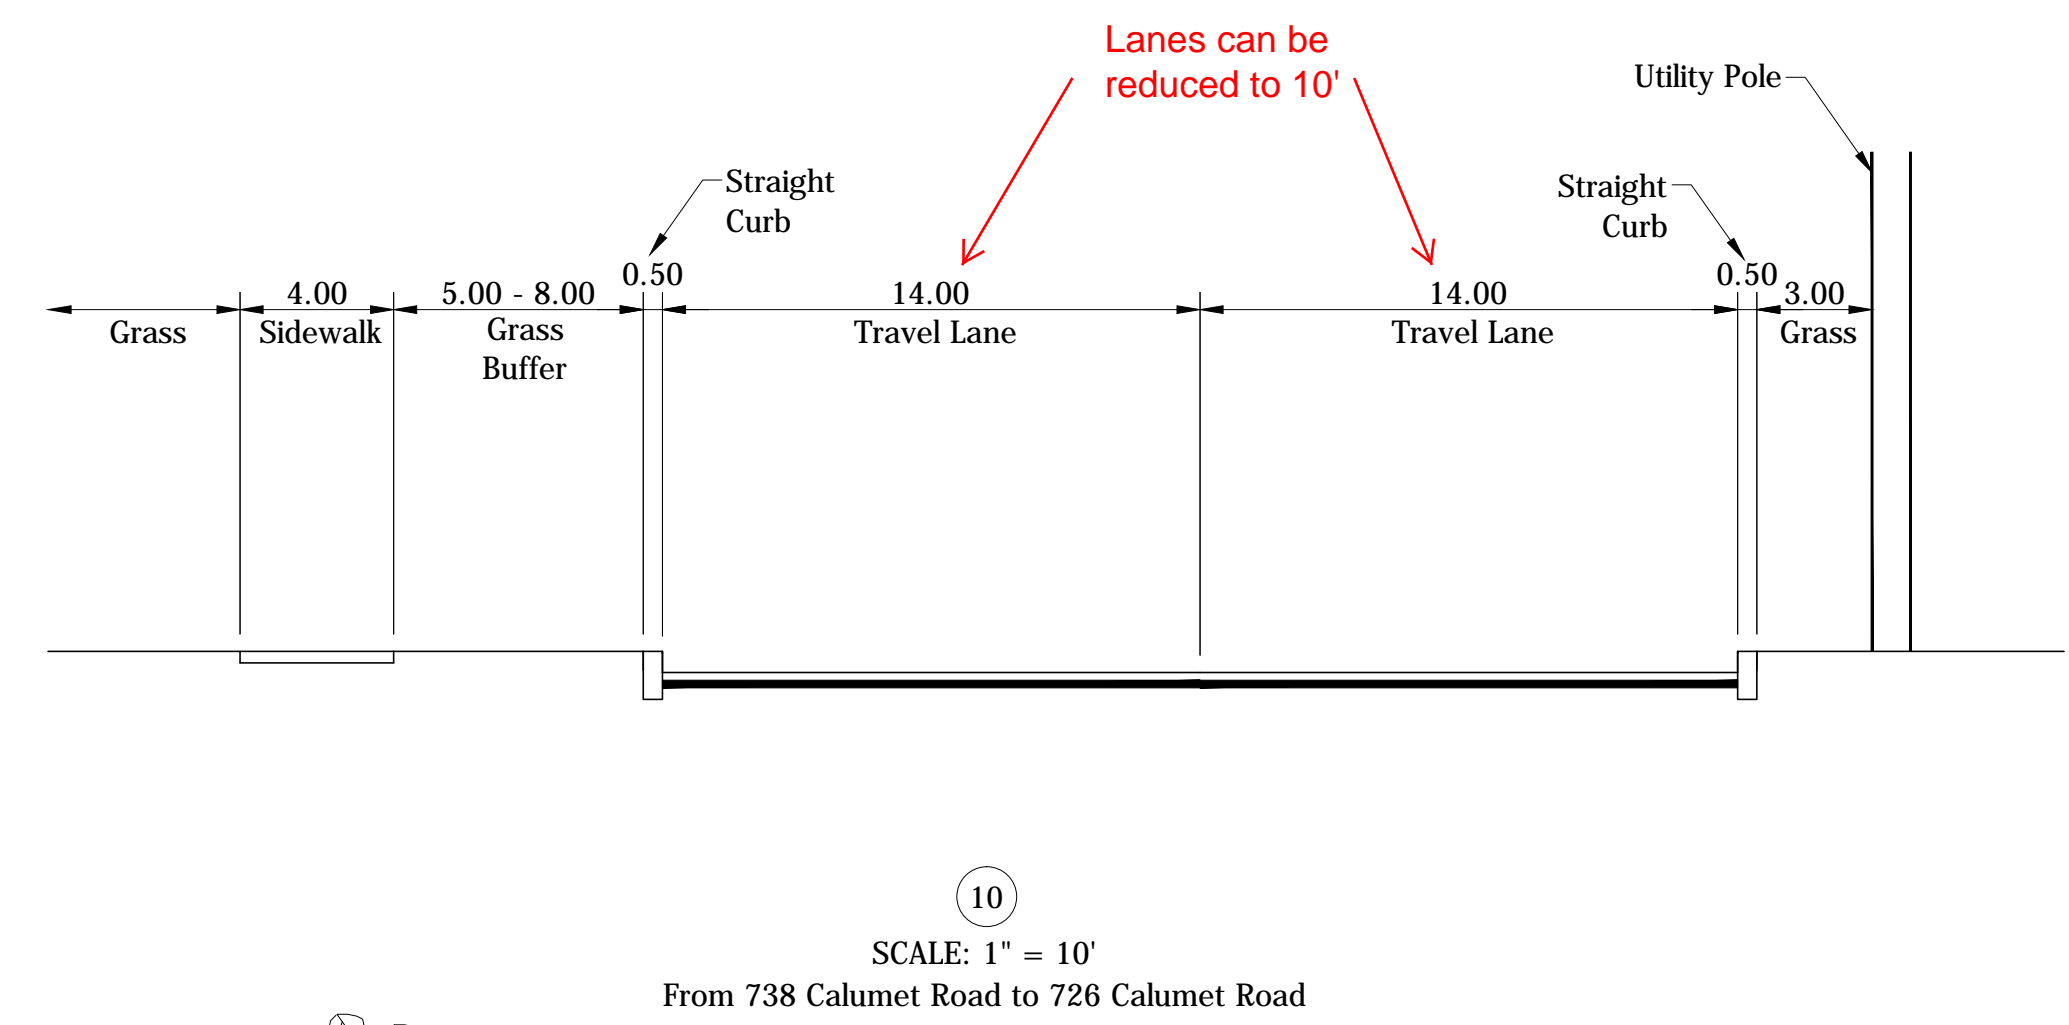 Lanes can be
reduced to 10'
Utility Pole
Straight
Curb
Straight
Curb
4.00
5.00 - 8.00
0.50
14.00
14.00
0.50
3.00
Grass
Sidewalk
Grass
Buffer
Travel Lane
Travel Lane
Grass
10
SCALE: 1" = 10'
From 738 Calumet Road to 726 Calumet Road